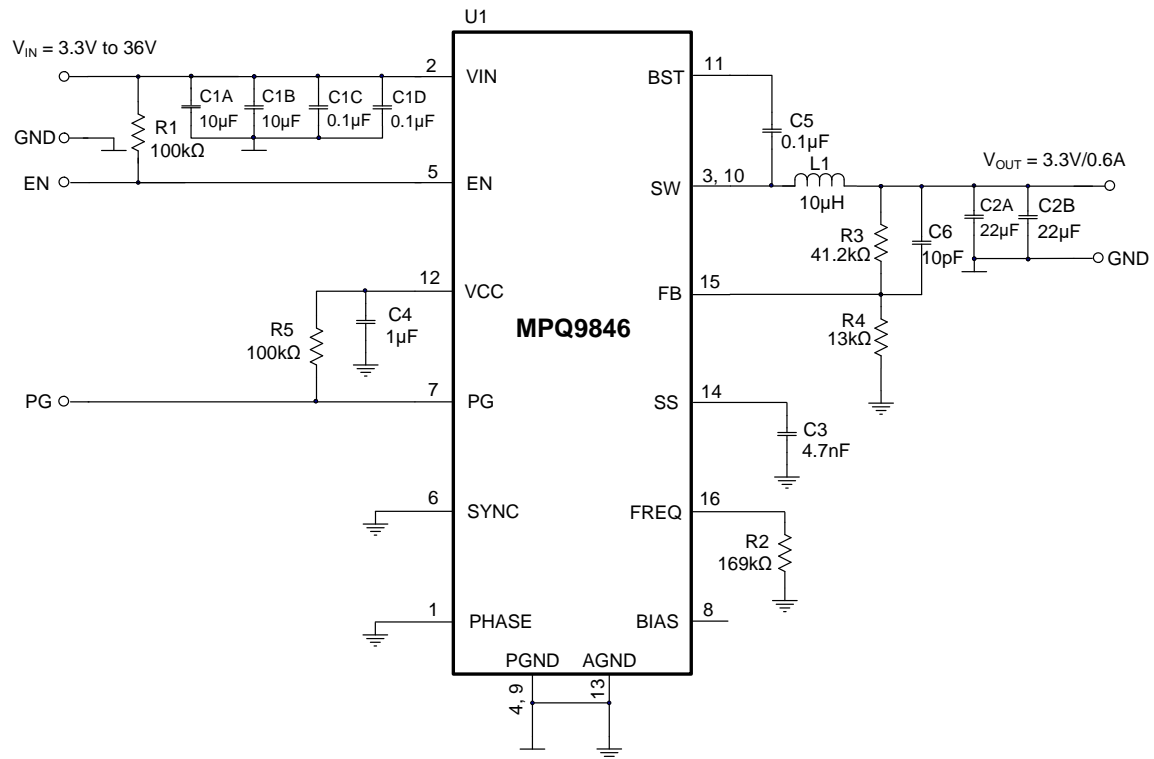 U1
V_IN = 3.3V to 36V
2
VIN
BST
11
C1A
10µF
C1B
10µF
C1C
0.1µF
C1D
0.1µF
C5
0.1µF
GND
R1
100kΩ
EN
5
EN
SW
3, 10
L1
10µH
V_OUT = 3.3V/0.6A
C2A
22µF
C2B
22µF
R3
41.2kΩ
C6
10pF
GND
12
VCC
FB
15
R5
100kΩ
C4
1µF
MPQ9846
R4
13kΩ
PG
7
PG
SS
14
C3
4.7nF
6
SYNC
FREQ
16
R2
169kΩ
1
PHASE
BIAS
8
PGND
AGND
4, 9
13